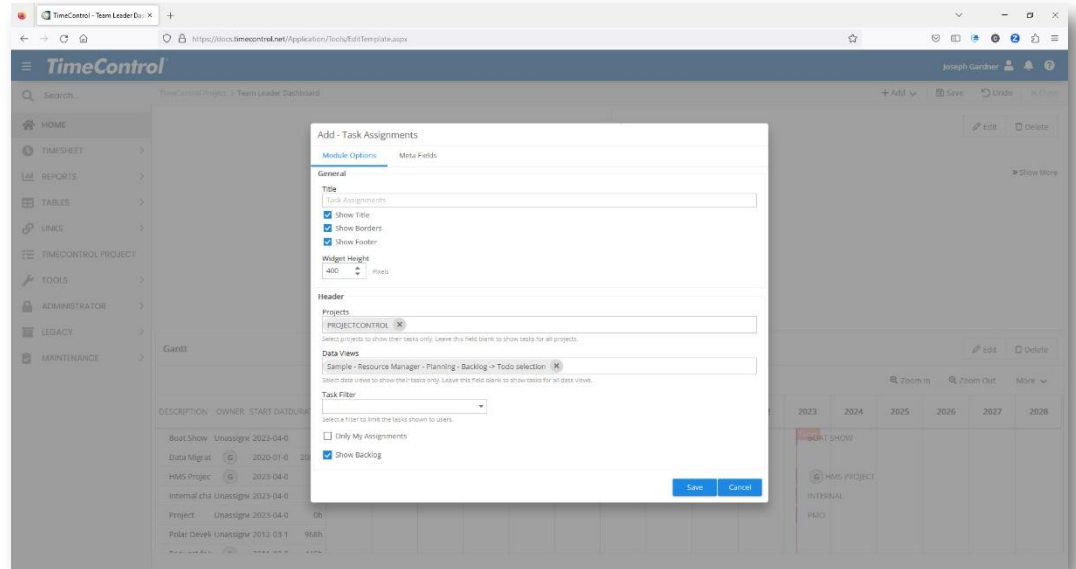 TimeControl - Team Leader Das
https://docs.timecontrol.net/Application/Tools/EditTemplate.aspx
TimeControl
Joseph Gardner
Search...
TimeControl Project > Team Leader Dashboard
Add
Save
Undo
Close
HOME
TIMESHEET
REPORTS
TABLES
LINKS
TIMECONTROL PROJECT
TOOLS
ADMINISTRATOR
LEGACY
MAINTENANCE
Edit
Delete
Show More
Add - Task Assignments
Module Options
Meta Fields
General
Title
Task Assignments
Show Title
Show Borders
Show Footer
Widget Height
400
Pixels
Header
Projects
PROJECTCONTROL
Select projects to show their tasks only. Leave this field blank to show tasks for all projects.
Data Views
Sample - Resource Manager - Planning - Backlog -> Todo selection
Select data views to show their tasks only. Leave this field blank to show tasks for all data views.
Task Filter
Select a filter to limit the tasks shown to users.
Only My Assignments
Show Backlog
Save
Cancel
Gantt
Edit
Delete
Zoom In
Zoom Out
More
DESCRIPTION OWNER START DATE
2023 2024 2025 2026 2027 2028
Boat Show Unassigne 2023-04-0
BOAT SHOW
Data Migrat G 2020-01-0
HMS Projec G 2023-04-0
G HMS PROJECT
Internal cha Unassigne 2023-04-0
INTERNAL
Project Unassigne 2023-04-0 0h
PMO
Polar Devek Unassigne 2012-03-1 968h